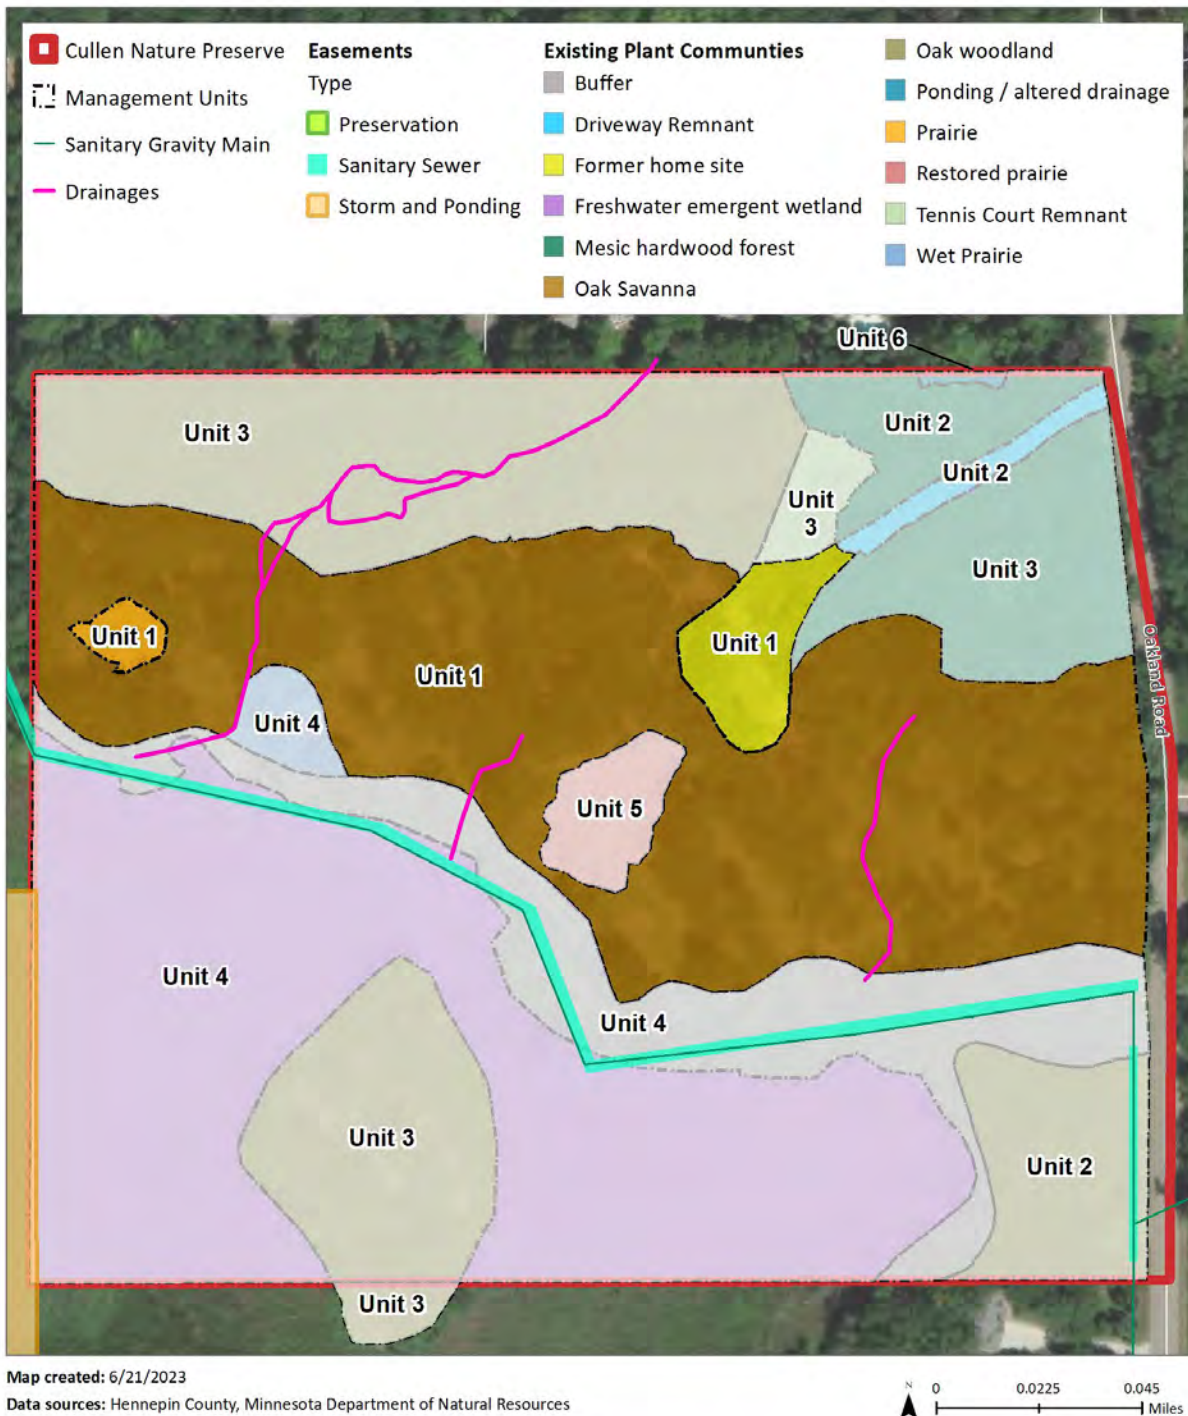 Cullen Nature Preserve
Management Units
Sanitary Gravity Main
Drainages
Easements
Type
Preservation
Sanitary Sewer
Storm and Ponding
Existing Plant Communties
Buffer
Driveway Remnant
Former home site
Freshwater emergent wetland
Mesic hardwood forest
Oak Savanna
Oak woodland
Ponding / altered drainage
Prairie
Restored prairie
Tennis Court Remnant
Wet Prairie
Unit 6
Unit 3
Unit 2
Unit 2
Unit
3
Unit 3
Unit 1
Unit 1
Unit 1
Oakland Road
Unit 4
Unit 5
Unit 4
Unit 4
Unit 3
Unit 2
Unit 3
Map created: 6/21/2023
Data sources: Hennepin County, Minnesota Department of Natural Resources
N
0 0.0225 0.045
Miles